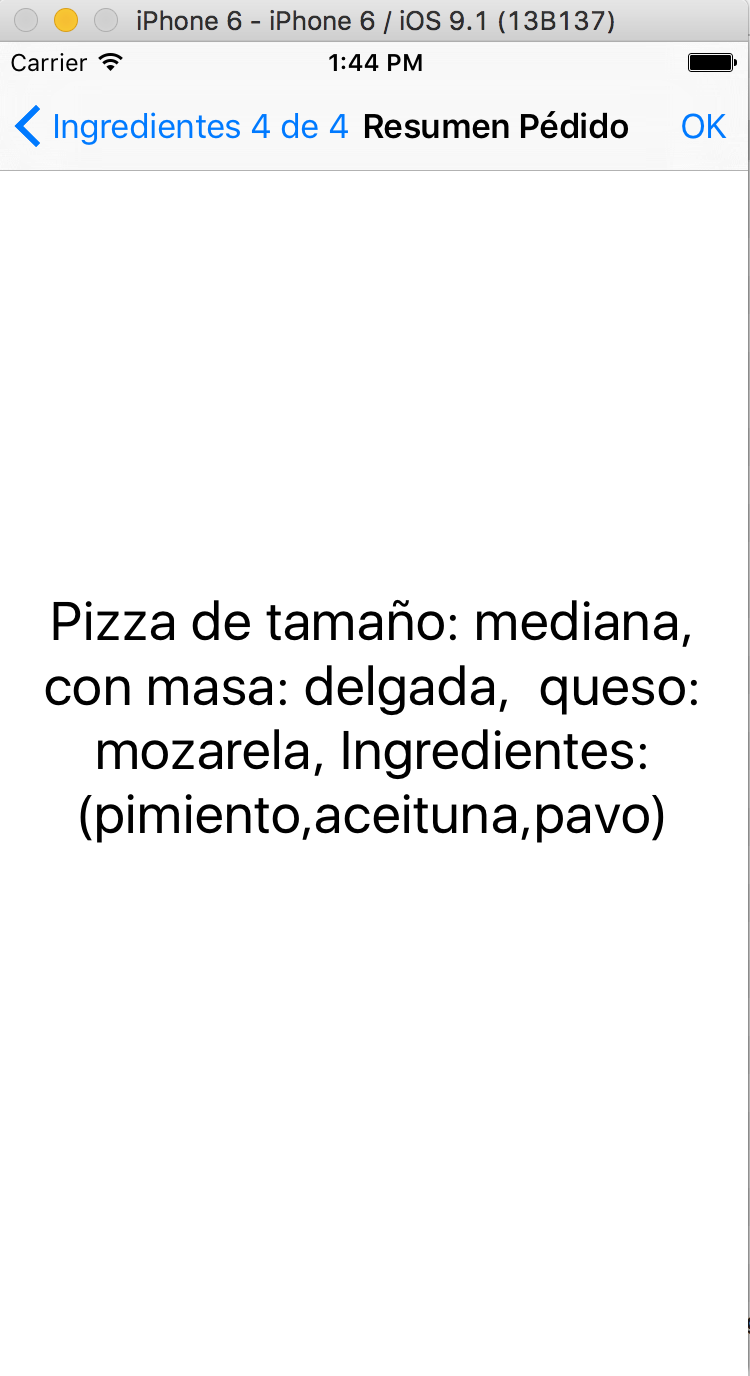 iPhone 6 - iPhone 6 / iOS 9.1 (13B137)
Carrier 1:44 PM
Ingredientes 4 de 4 Resumen Pédido OK
Pizza de tamaño: mediana,
con masa: delgada,  queso:
mozarela, Ingredientes:
(pimiento,aceituna,pavo)